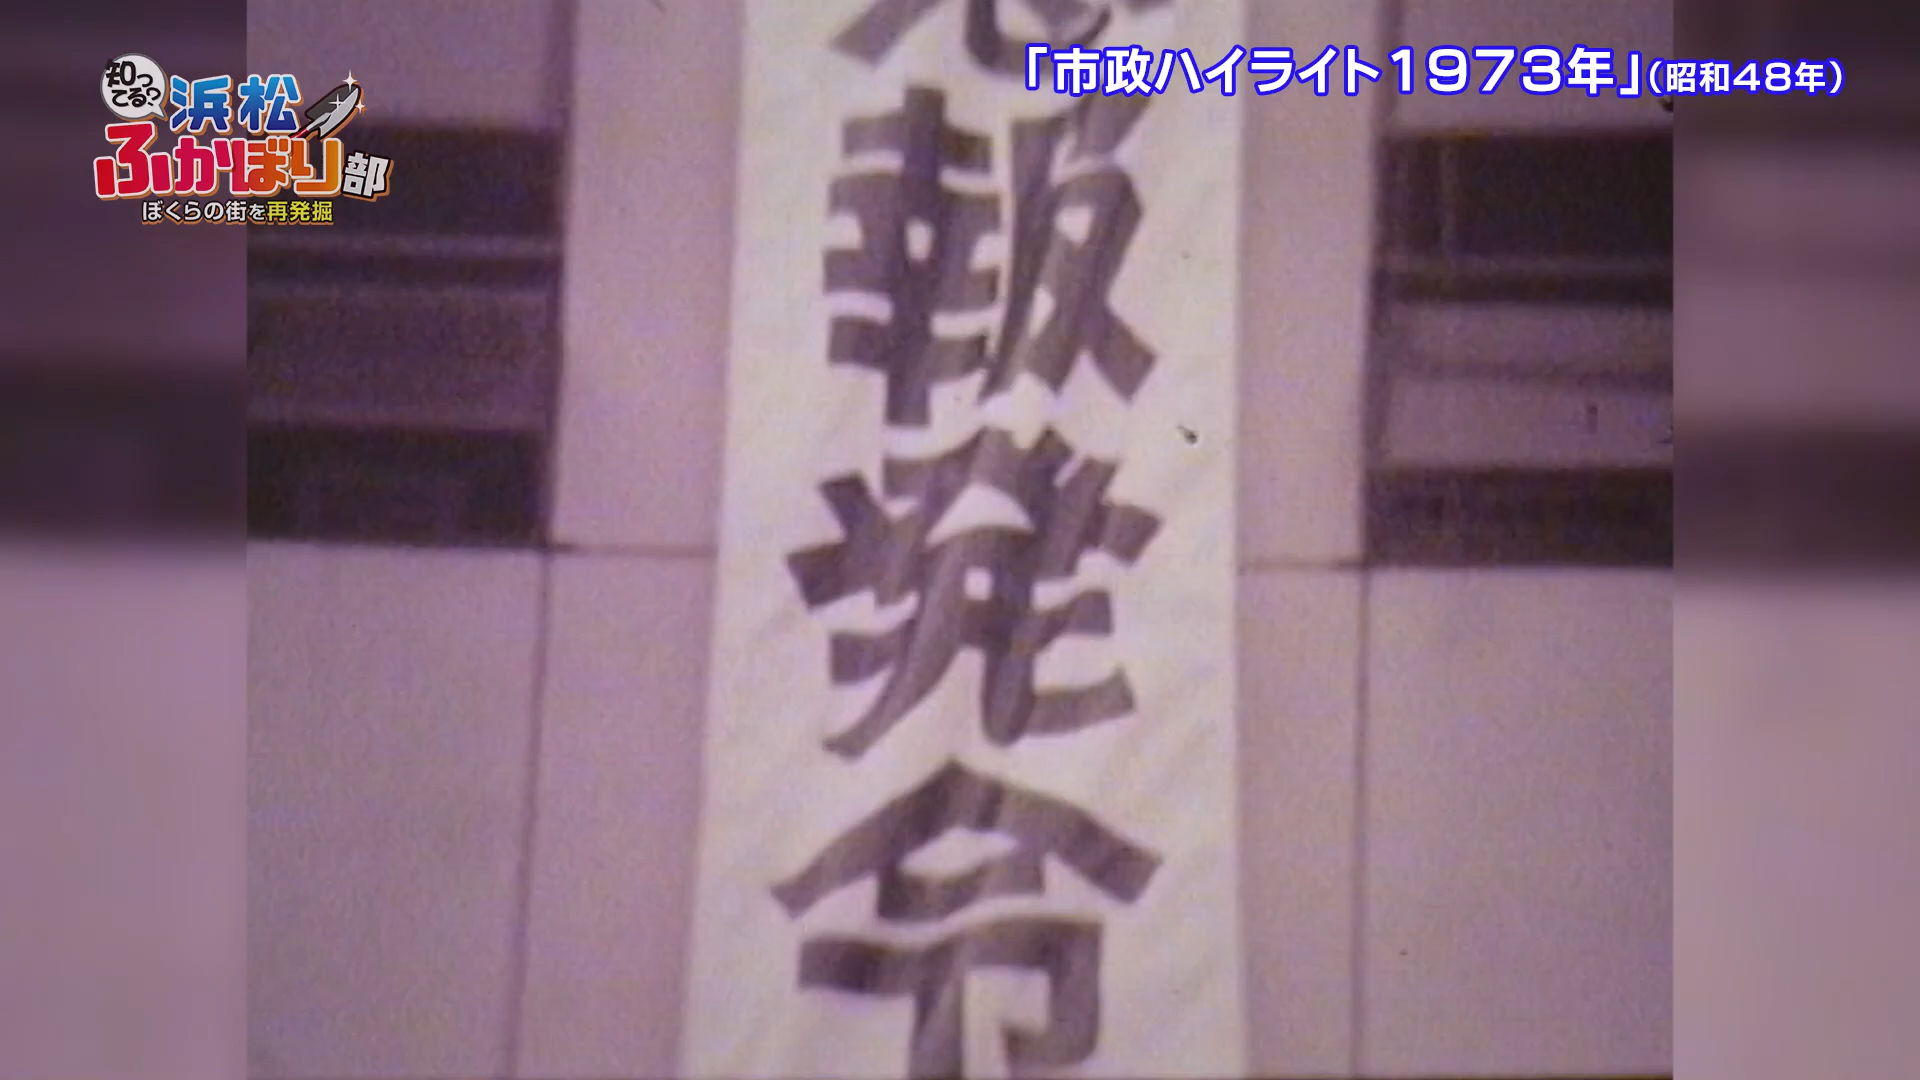 知ってるっ?
浜松
ふかぼり部
ぼくらの街を再発掘
「市政ハイライト1973年」(昭和48年)
報発令